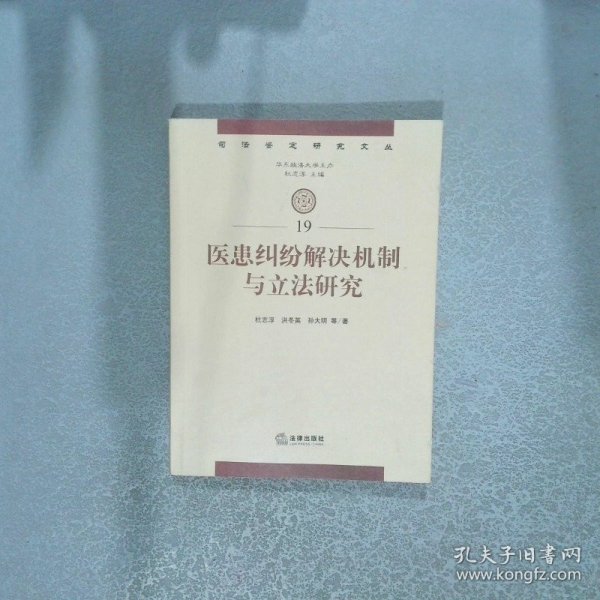 司法鉴定研究文丛
华东政法大学主办
杜志淳 主编
19
医患纠纷解决机制
与立法研究
杜志淳 洪冬英 孙大明 等/著
法律出版社
孔夫子旧书网
www.kongfz.com